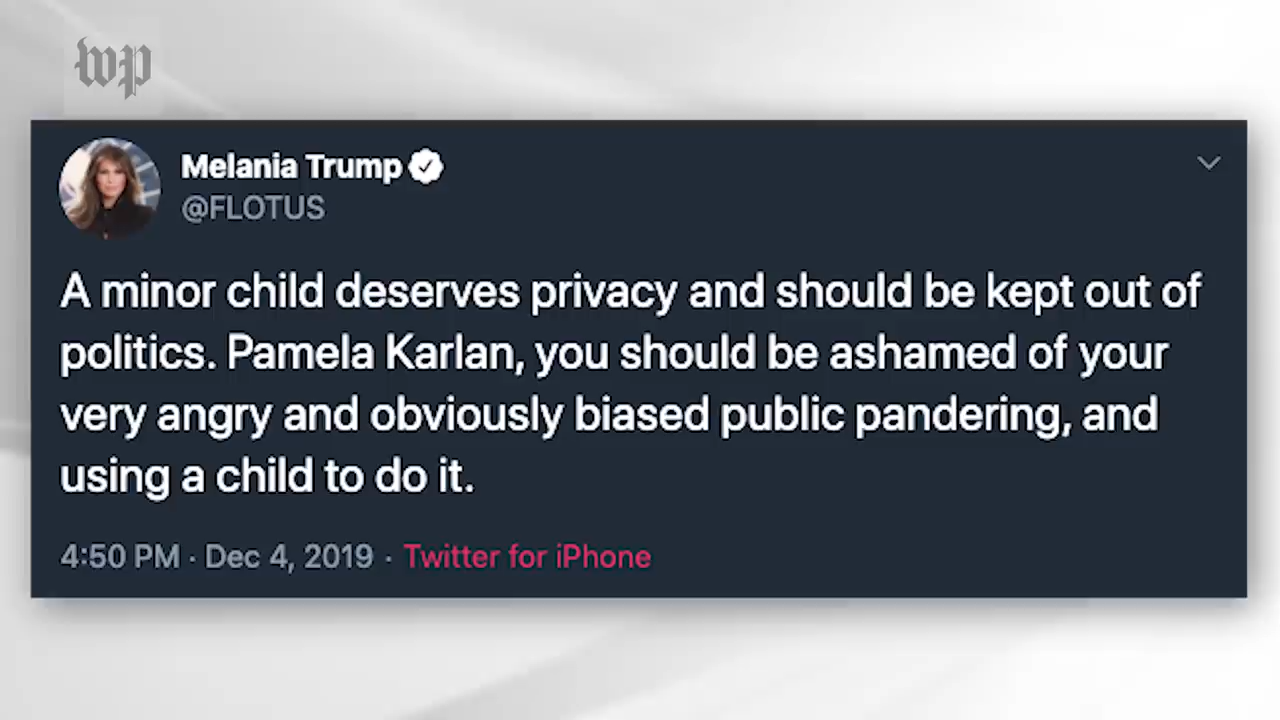 wp
Melania Trump
@FLOTUS
A minor child deserves privacy and should be kept out of
politics. Pamela Karlan, you should be ashamed of your
very angry and obviously biased public pandering, and
using a child to do it.
4:50 PM · Dec 4, 2019 · Twitter for iPhone